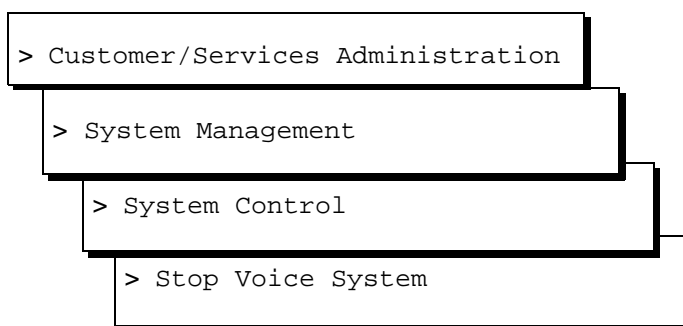 > Customer/Services Administration
> System Management
> System Control
> Stop Voice System